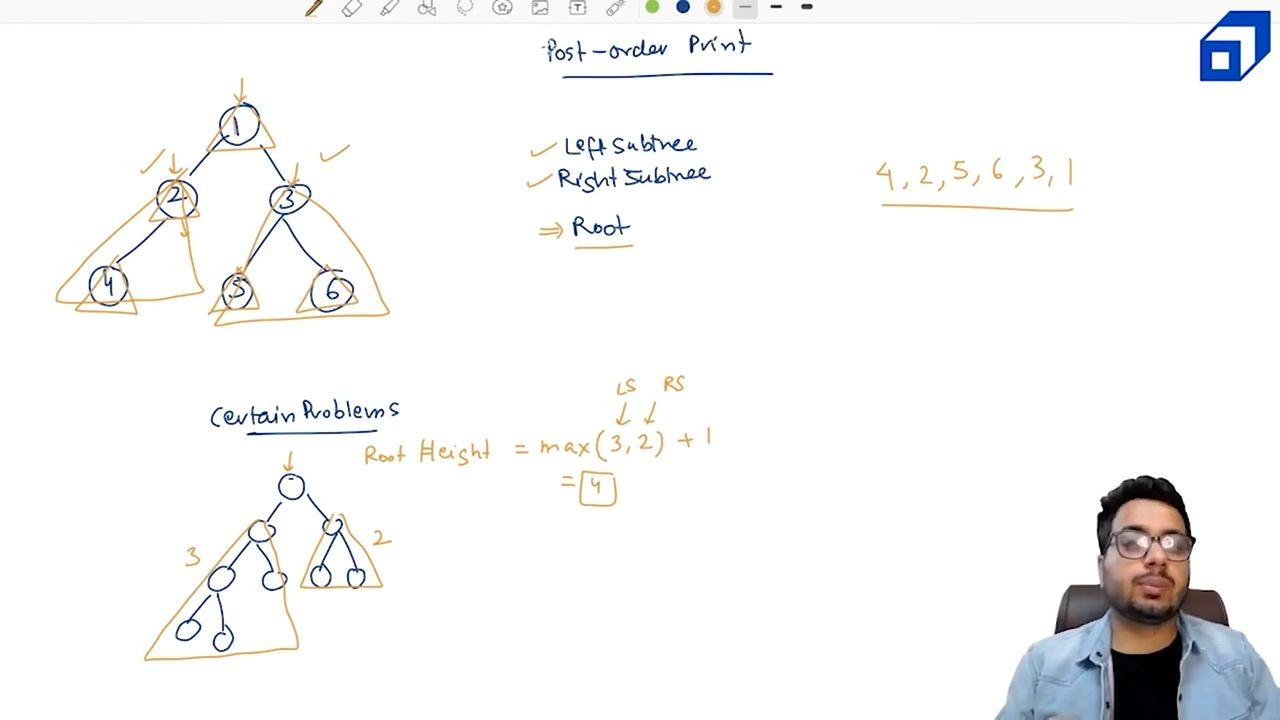 Post-order Print
1
2
3
4
5
6
Left Subtree
Right Subtree
⇒ Root
4, 2, 5, 6, 3, 1
Certain Problems
LS RS
Root Height = max(3, 2) + 1
= 4
3
2